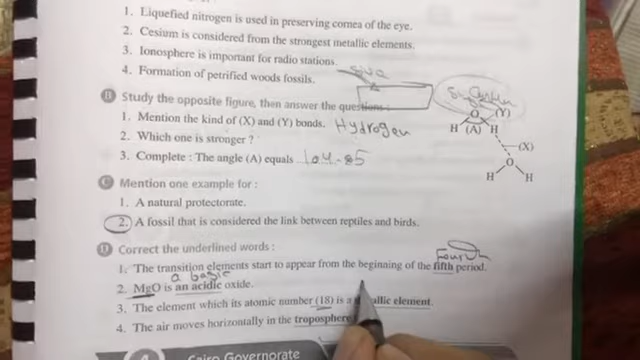 1. Liquefied nitrogen is used in preserving cornea of the eye.
2. Cesium is considered from the strongest metallic elements.
3. Ionosphere is important for radio stations.
4. Formation of petrified woods fossils.
B Study the opposite figure, then answer the questions :
1. Mention the kind of (X) and (Y) bonds. Hydrogen
(Y)
H (A) H
O
2. Which one is stronger ?
(X)
3. Complete : The angle (A) equals 104.85
O
H H
C Mention one example for :
1. A natural protectorate.
2. A fossil that is considered the link between reptiles and birds.
D Correct the underlined words :
Fourth
1. The transition elements start to appear from the beginning of the fifth period.
a basic
2. MgO is an acidic oxide.
3. The element which its atomic number (18) is a metallic element.
4. The air moves horizontally in the troposphere
4 Cairo Governorate